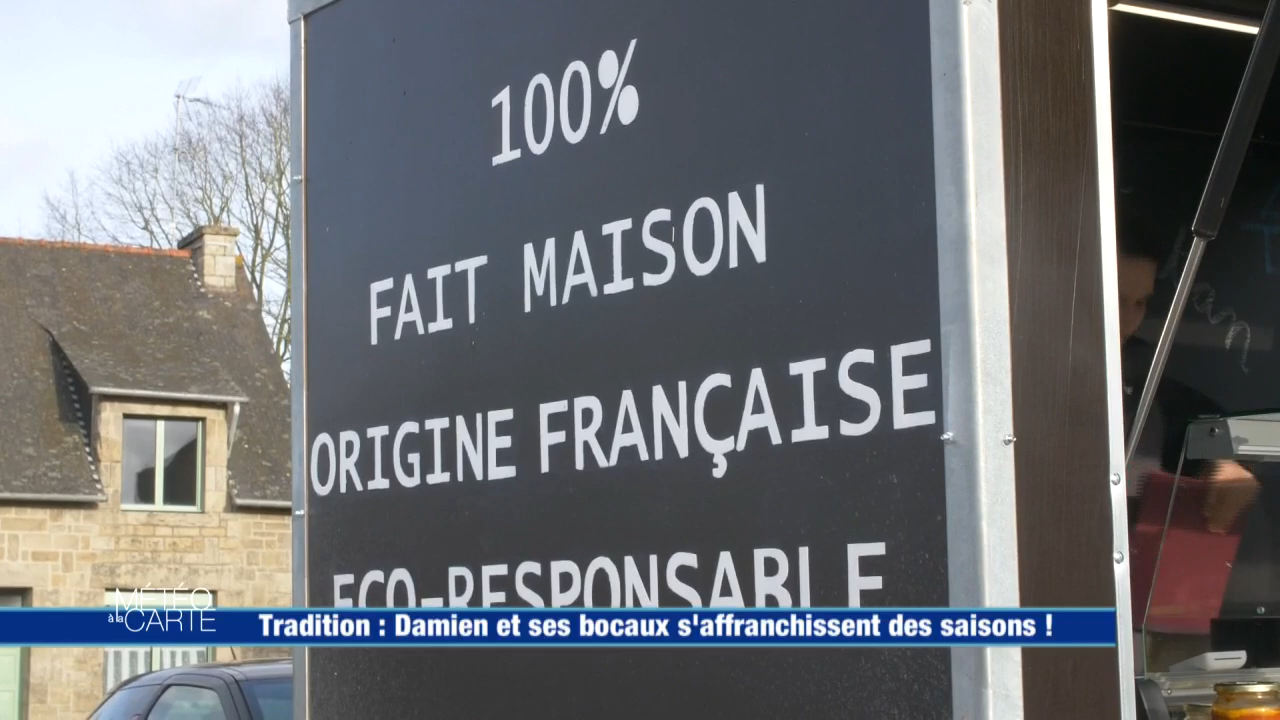 100%
FAIT MAISON
ORIGINE FRANÇAISE
ECO-RESPONSABLE
MÉTÉO
à la CARTE
Tradition : Damien et ses bocaux s'affranchissent des saisons !